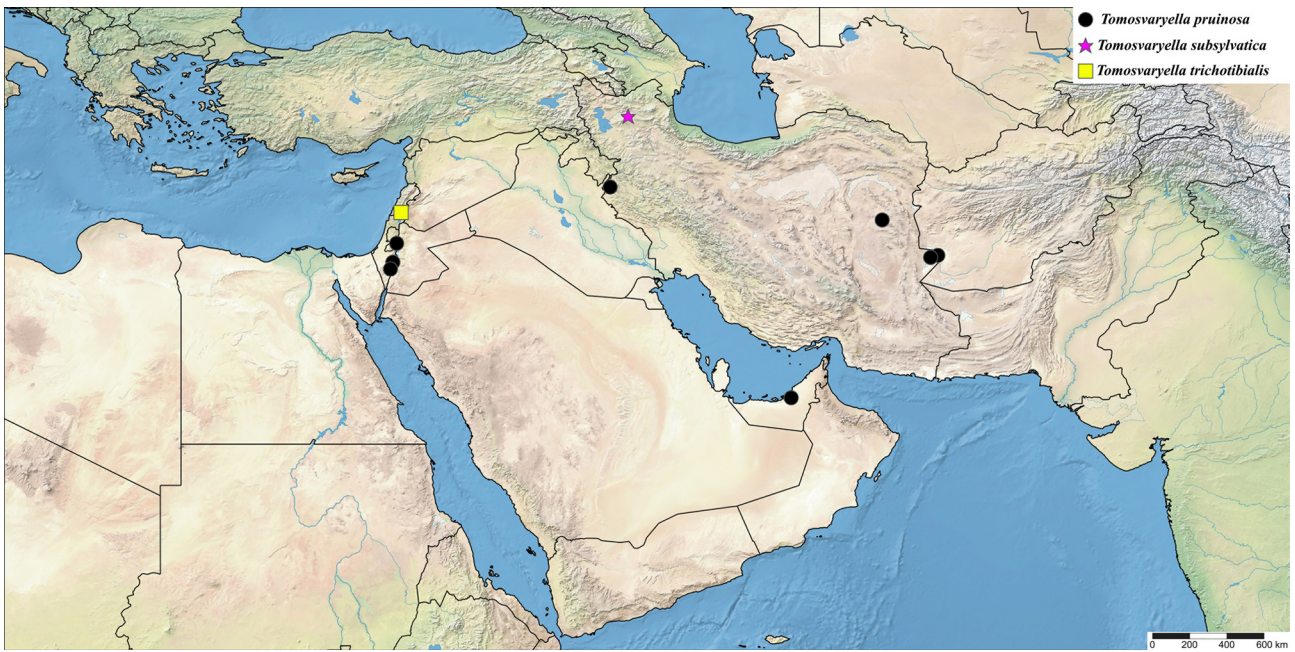 Tomosvaryella pruinosa
Tomosvaryella subsylvatica
Tomosvaryella trichotibialis
0 200 400 600 km